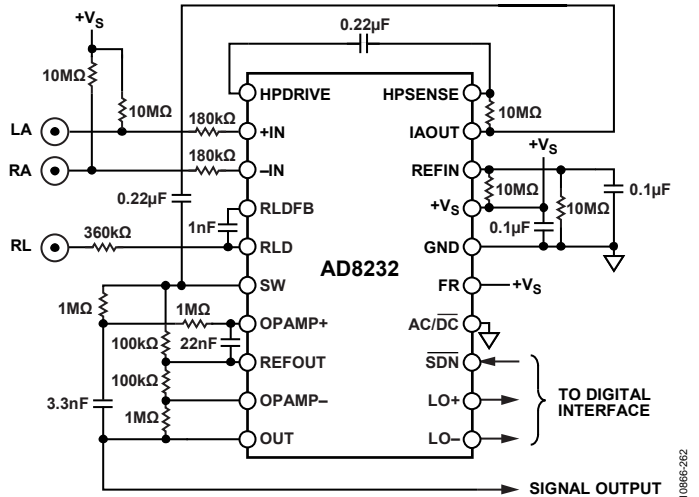 +VS
0.22µF
10MΩ
10MΩ
HPDRIVE
HPSENSE
10MΩ
LA
180kΩ
+IN
IAOUT
+VS
RA
180kΩ
–IN
REFIN
10MΩ
0.1µF
0.22µF
RLDFB
+VS
10MΩ
1nF
0.1µF
RL
360kΩ
RLD
GND
AD8232
SW
FR
+VS
1MΩ
1MΩ
OPAMP+
AC/DC
100kΩ
22nF
REFOUT
SDN
100kΩ
3.3nF
OPAMP–
LO+
TO DIGITAL
INTERFACE
1MΩ
OUT
LO–
SIGNAL OUTPUT
10866-262